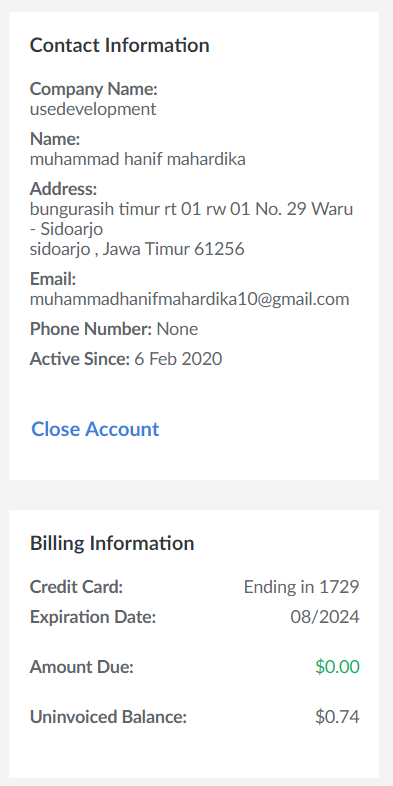 Contact Information
Company Name:
usedevelopment
Name:
muhammad hanif mahardika
Address:
bungurasih timur rt 01 rw 01 No. 29 Waru
- Sidoarjo
sidoarjo , Jawa Timur 61256
Email:
muhammadhanifmahardika10@gmail.com
Phone Number: None
Active Since: 6 Feb 2020
Close Account
Billing Information
Credit Card: Ending in 1729
Expiration Date: 08/2024
Amount Due: $0.00
Uninvoiced Balance: $0.74